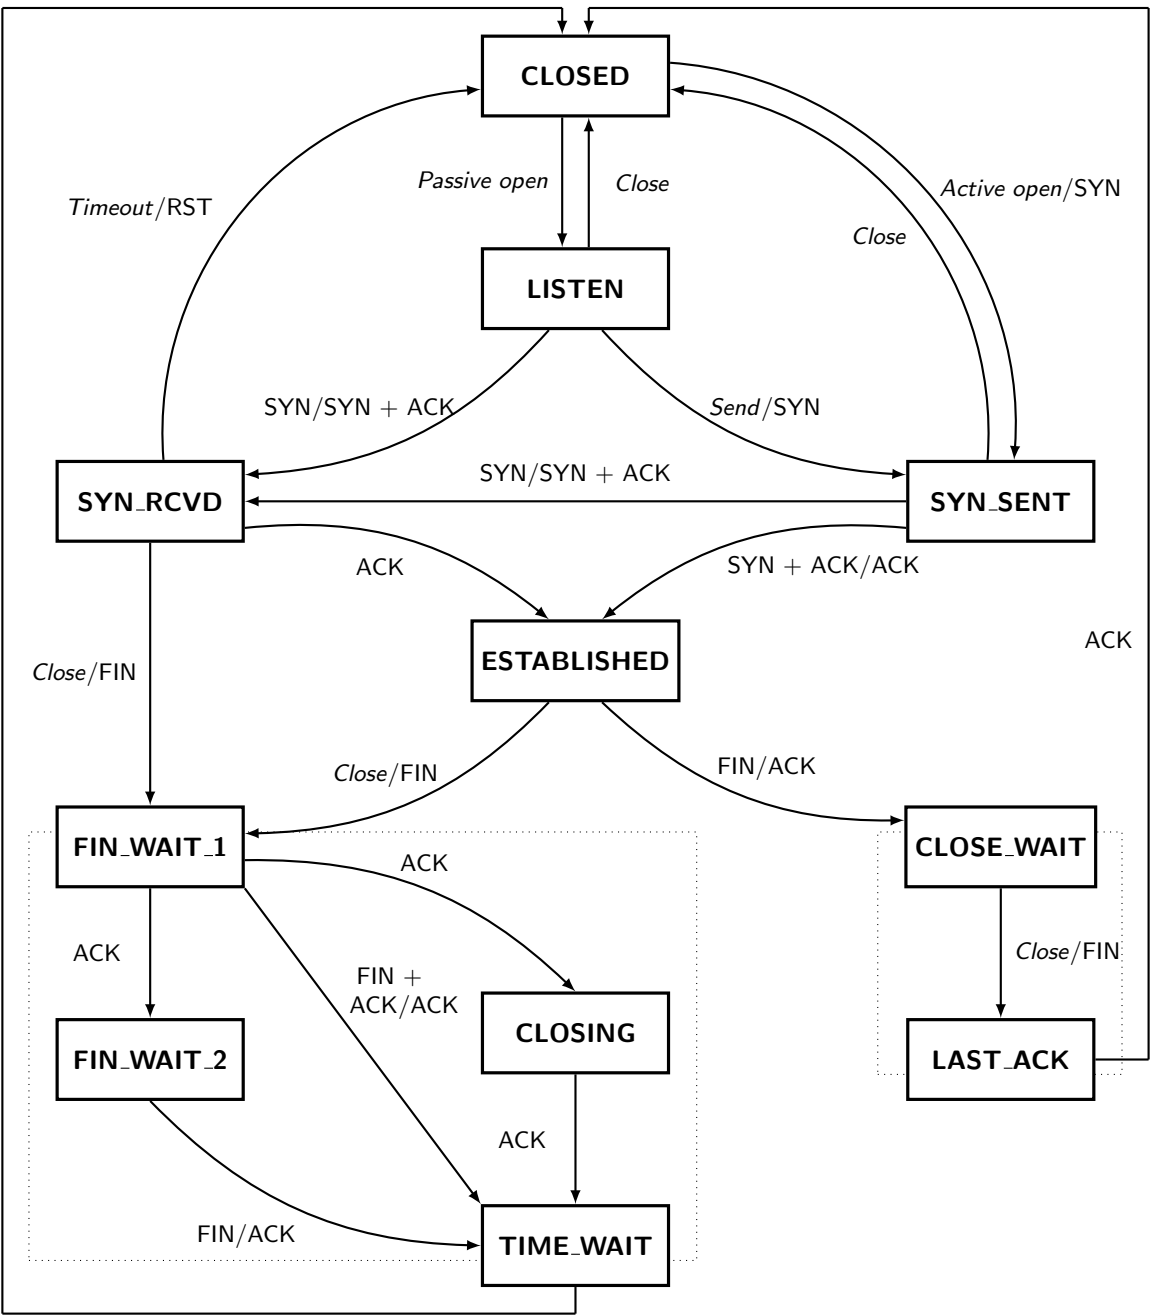 CLOSED
Passive open
Close
Active open/SYN
Timeout/RST
Close
LISTEN
SYN/SYN + ACK
Send/SYN
SYN/SYN + ACK
SYN_RCVD
SYN_SENT
ACK
SYN + ACK/ACK
ACK
ESTABLISHED
Close/FIN
Close/FIN
FIN/ACK
FIN_WAIT_1
CLOSE_WAIT
ACK
ACK
Close/FIN
FIN +
ACK/ACK
CLOSING
FIN_WAIT_2
LAST_ACK
ACK
FIN/ACK
TIME_WAIT